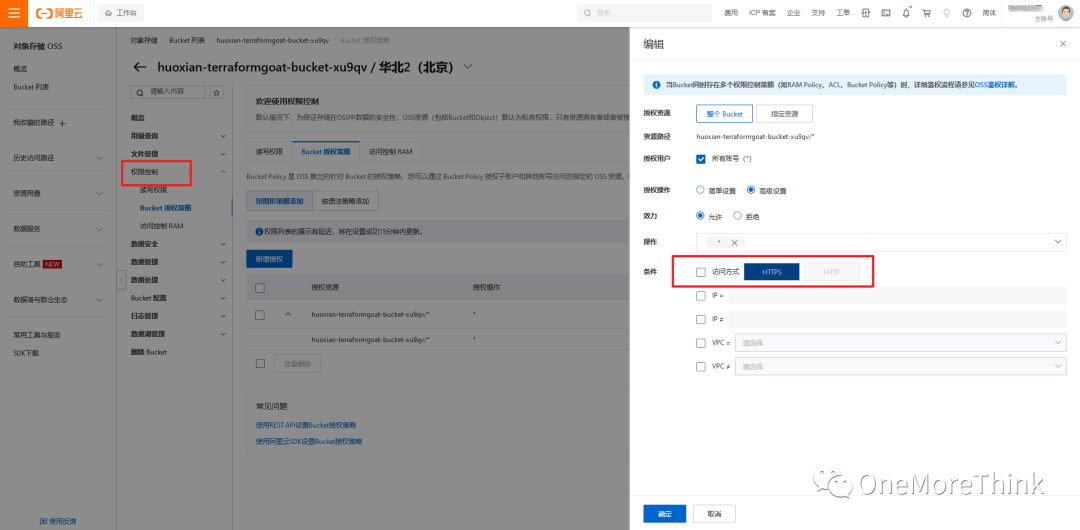 阿里云
工作台
搜索...
费用 ICP 备案 企业 支持 工单 简体
主账号
对象存储 OSS
概览
Bucket 列表
我收藏的路径
历史访问路径
资源用量
数据服务
自助工具 NEW
数据湖与数仓生态
常用工具与服务
SDK下载
使用反馈
对象存储 Bucket 列表 huoxian-terraformgoat-bucket-xu9qv Bucket 授权策略
huoxian-terraformgoat-bucket-xu9qv / 华北2（北京）
请输入内容
概览
用量查询
文件管理
权限控制
读写权限
Bucket 授权策略
访问控制 RAM
数据安全
数据管理
数据处理
Bucket 配置
日志管理
数据湖管理
删除 Bucket
欢迎使用权限控制
默认情况下，为保证存储在OSS中数据的安全性，OSS资源（包括Bucket和Object）默认为私有权限，只有资源拥有者或者被授
读写权限 Bucket 授权策略 访问控制 RAM
Bucket Policy 是 OSS 推出的针对 Bucket 的授权策略，您可以通过 Bucket Policy 授权子账户和其他账号访问您指定的 OSS 资源。
按图形策略添加 按语法策略添加
权限列表的展示有延迟，将在设置成功15分钟内更新。
新增授权
授权资源 授权操作
huoxian-terraformgoat-bucket-xu9qv/* *
huoxian-terraformgoat-bucket-xu9qv/* *
批量删除
常见问题
使用REST API设置Bucket授权策略
使用阿里云SDK设置Bucket授权策略
编辑
当Bucket同时存在多个权限控制策略（如RAM Policy、ACL、Bucket Policy等）时，详细鉴权流程请参见OSS鉴权详解。
授权资源 整个 Bucket 指定资源
资源路径 huoxian-terraformgoat-bucket-xu9qv/*
授权用户 所有账号（*）
授权操作 简单设置 高级设置
效力 允许 拒绝
操作 *
条件 访问方式 HTTPS HTTP
IP =
IP ≠
VPC = 请选择
VPC ≠ 请选择
OneMoreThink
确定 取消